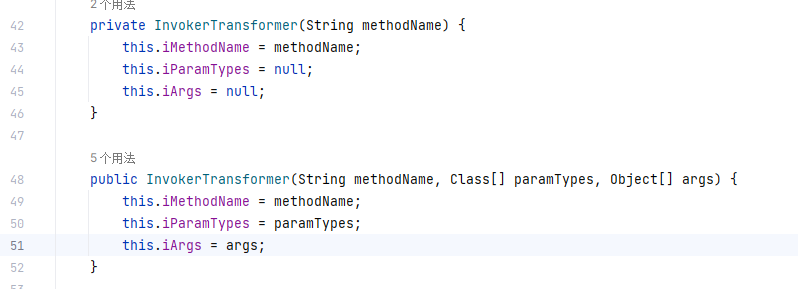 2个用法
42 private InvokerTransformer(String methodName) {
43 this.iMethodName = methodName;
44 this.iParamTypes = null;
45 this.iArgs = null;
46 }
47
5个用法
48 public InvokerTransformer(String methodName, Class[] paramTypes, Object[] args) {
49 this.iMethodName = methodName;
50 this.iParamTypes = paramTypes;
51 this.iArgs = args;
52 }
53